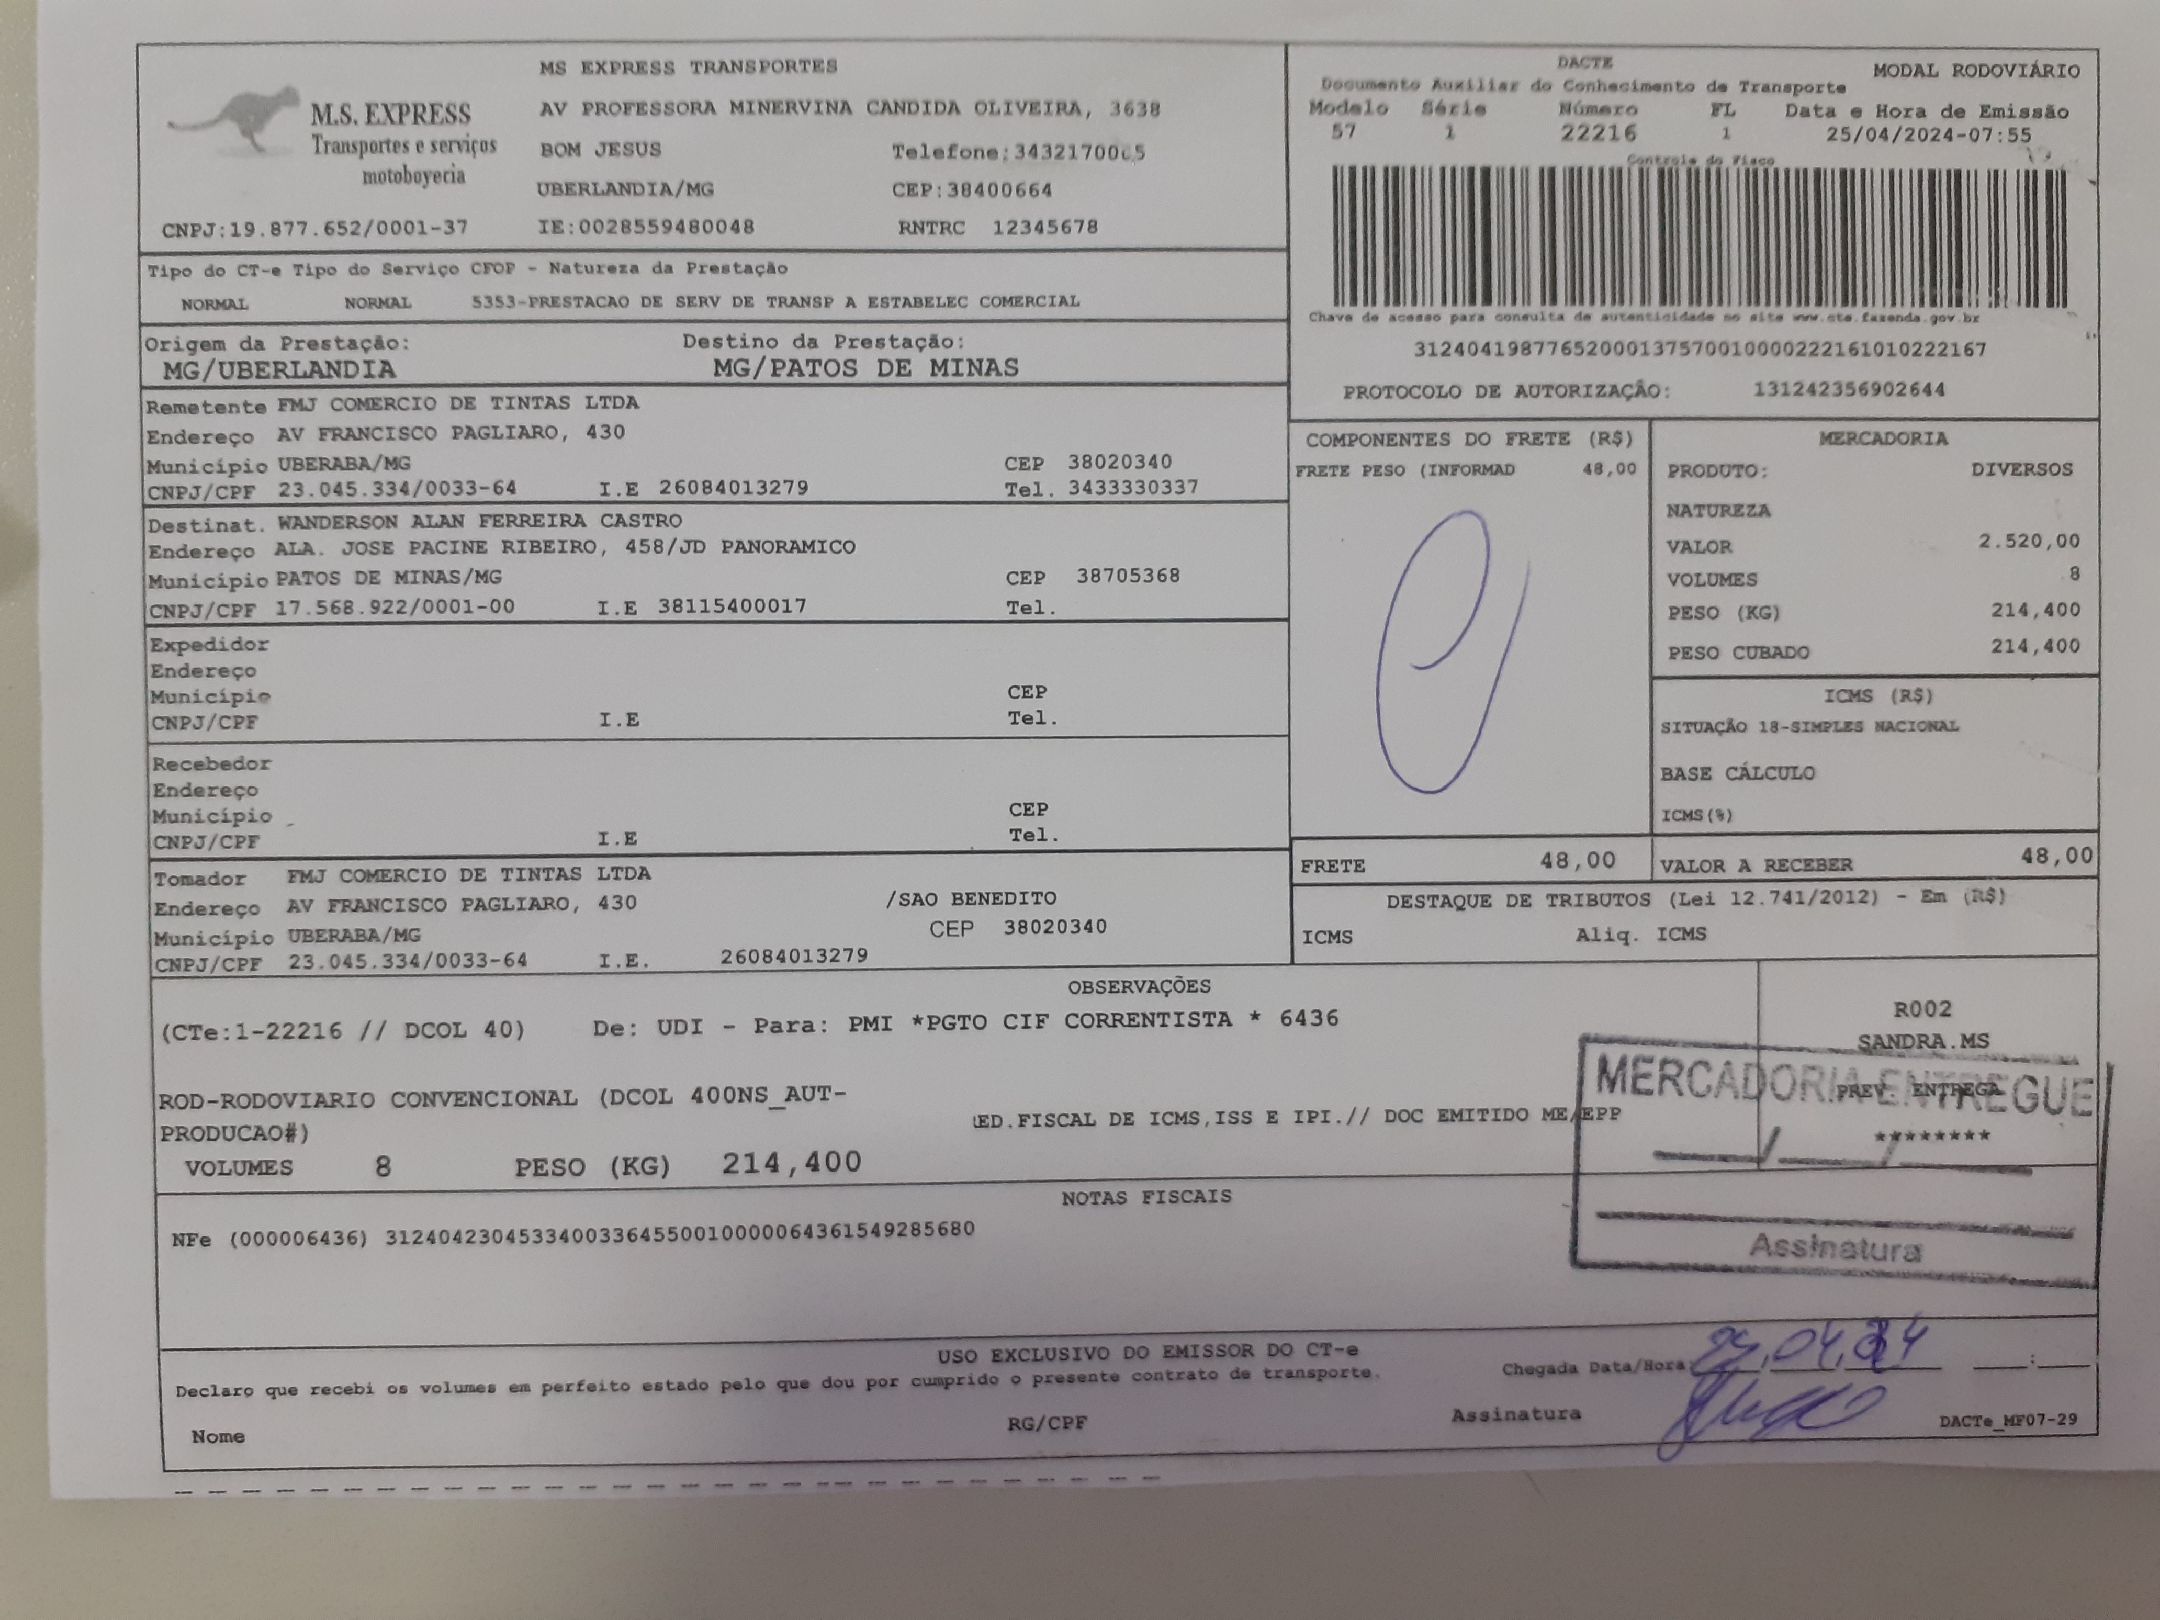 M.S. EXPRESS
Transportes e serviços
motoboyeria
MS EXPRESS TRANSPORTES
AV PROFESSORA MINERVINA CANDIDA OLIVEIRA, 3638
BOM JESUS Telefone:
UBERLANDIA/MG CEP:38400664
CNPJ:19.877.652/0001-37 IE:0028559480048 RNTRC 12345678
DACTE MODAL RODOVIÁRIO
Documento Auxiliar do Conhecimento de Transporte
Modelo Série Número FL Data e Hora de Emissão
57 1 22216 1 25/04/2024-07:55
Controle do Fisco
Chave de acesso para consulta de autenticidade no site www.cte.fazenda.gov.br
31240419877652000137570010000222161010222167
PROTOCOLO DE AUTORIZAÇÃO: 131242356902644
Tipo do CT-e Tipo do Serviço CFOP - Natureza da Prestação
NORMAL NORMAL 5353-PRESTACAO DE SERV DE TRANSP A ESTABELEC COMERCIAL
Origem da Prestação: Destino da Prestação:
MG/UBERLANDIA MG/PATOS DE MINAS
Remetente FMJ COMERCIO DE TINTAS LTDA
Endereço AV FRANCISCO PAGLIARO, 430
Município UBERABA/MG CEP 38020340
CNPJ/CPF 23.045.334/0033-64 I.E 26084013279 Tel. 3433330337
Destinat. WANDERSON ALAN FERREIRA CASTRO
Endereço ALA. JOSE PACINE RIBEIRO, 458/JD PANORAMICO
Município PATOS DE MINAS/MG CEP 38705368
CNPJ/CPF 17.568.922/0001-00 I.E 38115400017 Tel.
Expedidor
Endereço
Município CEP
CNPJ/CPF I.E Tel.
Recebedor
Endereço
Município CEP
CNPJ/CPF I.E Tel.
Tomador FMJ COMERCIO DE TINTAS LTDA
Endereço AV FRANCISCO PAGLIARO, 430 /SAO BENEDITO
Município UBERABA/MG CEP 38020340
CNPJ/CPF 23.045.334/0033-64 I.E. 26084013279
COMPONENTES DO FRETE (R$)
FRETE PESO (INFORMAD 48,00
MERCADORIA
PRODUTO: DIVERSOS
NATUREZA
VALOR 2.520,00
VOLUMES 8
PESO (KG) 214,400
PESO CUBADO 214,400
ICMS (R$)
SITUAÇÃO 18-SIMPLES NACIONAL
BASE CÁLCULO
ICMS(%)
FRETE 48,00 VALOR A RECEBER 48,00
DESTAQUE DE TRIBUTOS (Lei 12.741/2012) - Em (R$)
ICMS Aliq. ICMS
OBSERVAÇÕES
(CTe:1-22216 // DCOL 40) De: UDI - Para: PMI *PGTO CIF CORRENTISTA * 6436
ROD-RODOVIARIO CONVENCIONAL (DCOL 400NS_AUT-
PRODUCAO#)
ED.FISCAL DE ICMS,ISS E IPI.// DOC EMITIDO ME/EPP
VOLUMES 8 PESO (KG) 214,400
R002
SANDRA.MS
PREV. ENTREGA
********
MERCADORIA ENTREGUE
Assinatura
NOTAS FISCAIS
NFe (000006436) 31240423045334003364550010000064361549285680
USO EXCLUSIVO DO EMISSOR DO CT-e
Declaro que recebi os volumes em perfeito estado pelo que dou por cumprido o presente contrato de transporte.
Chegada Data/Hora:
Nome RG/CPF Assinatura
DACTe_MF07-29